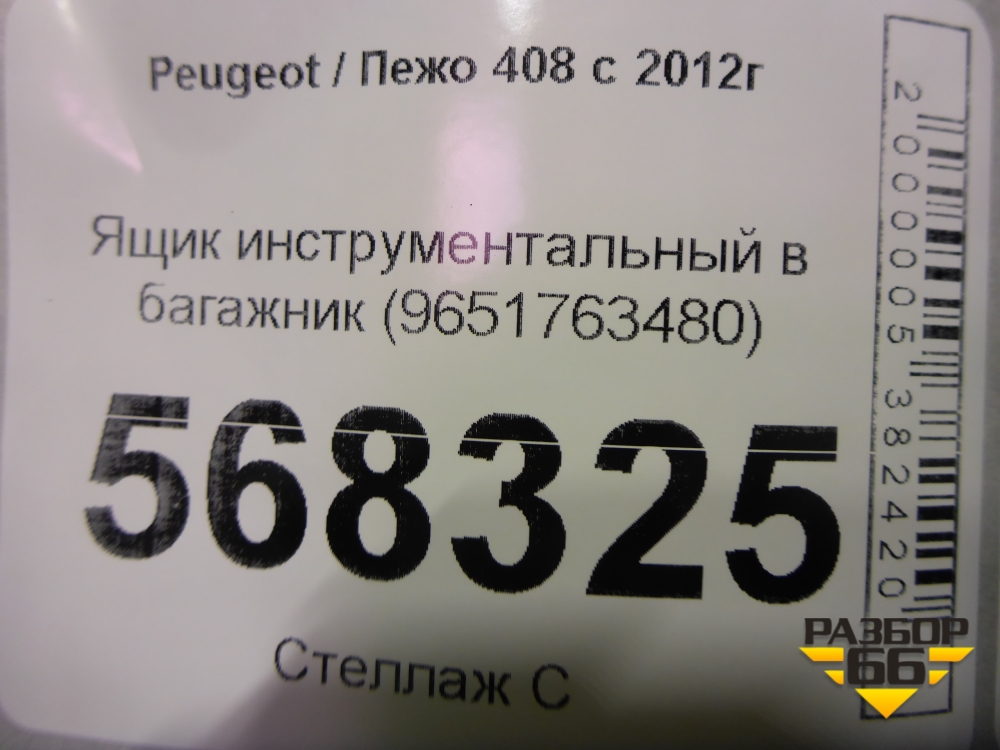 Peugeot / Пежо 408 с 2012г
Ящик инструментальный в
багажник (9651763480)
568325
Стеллаж С
2000005382420
РАЗБОР
66